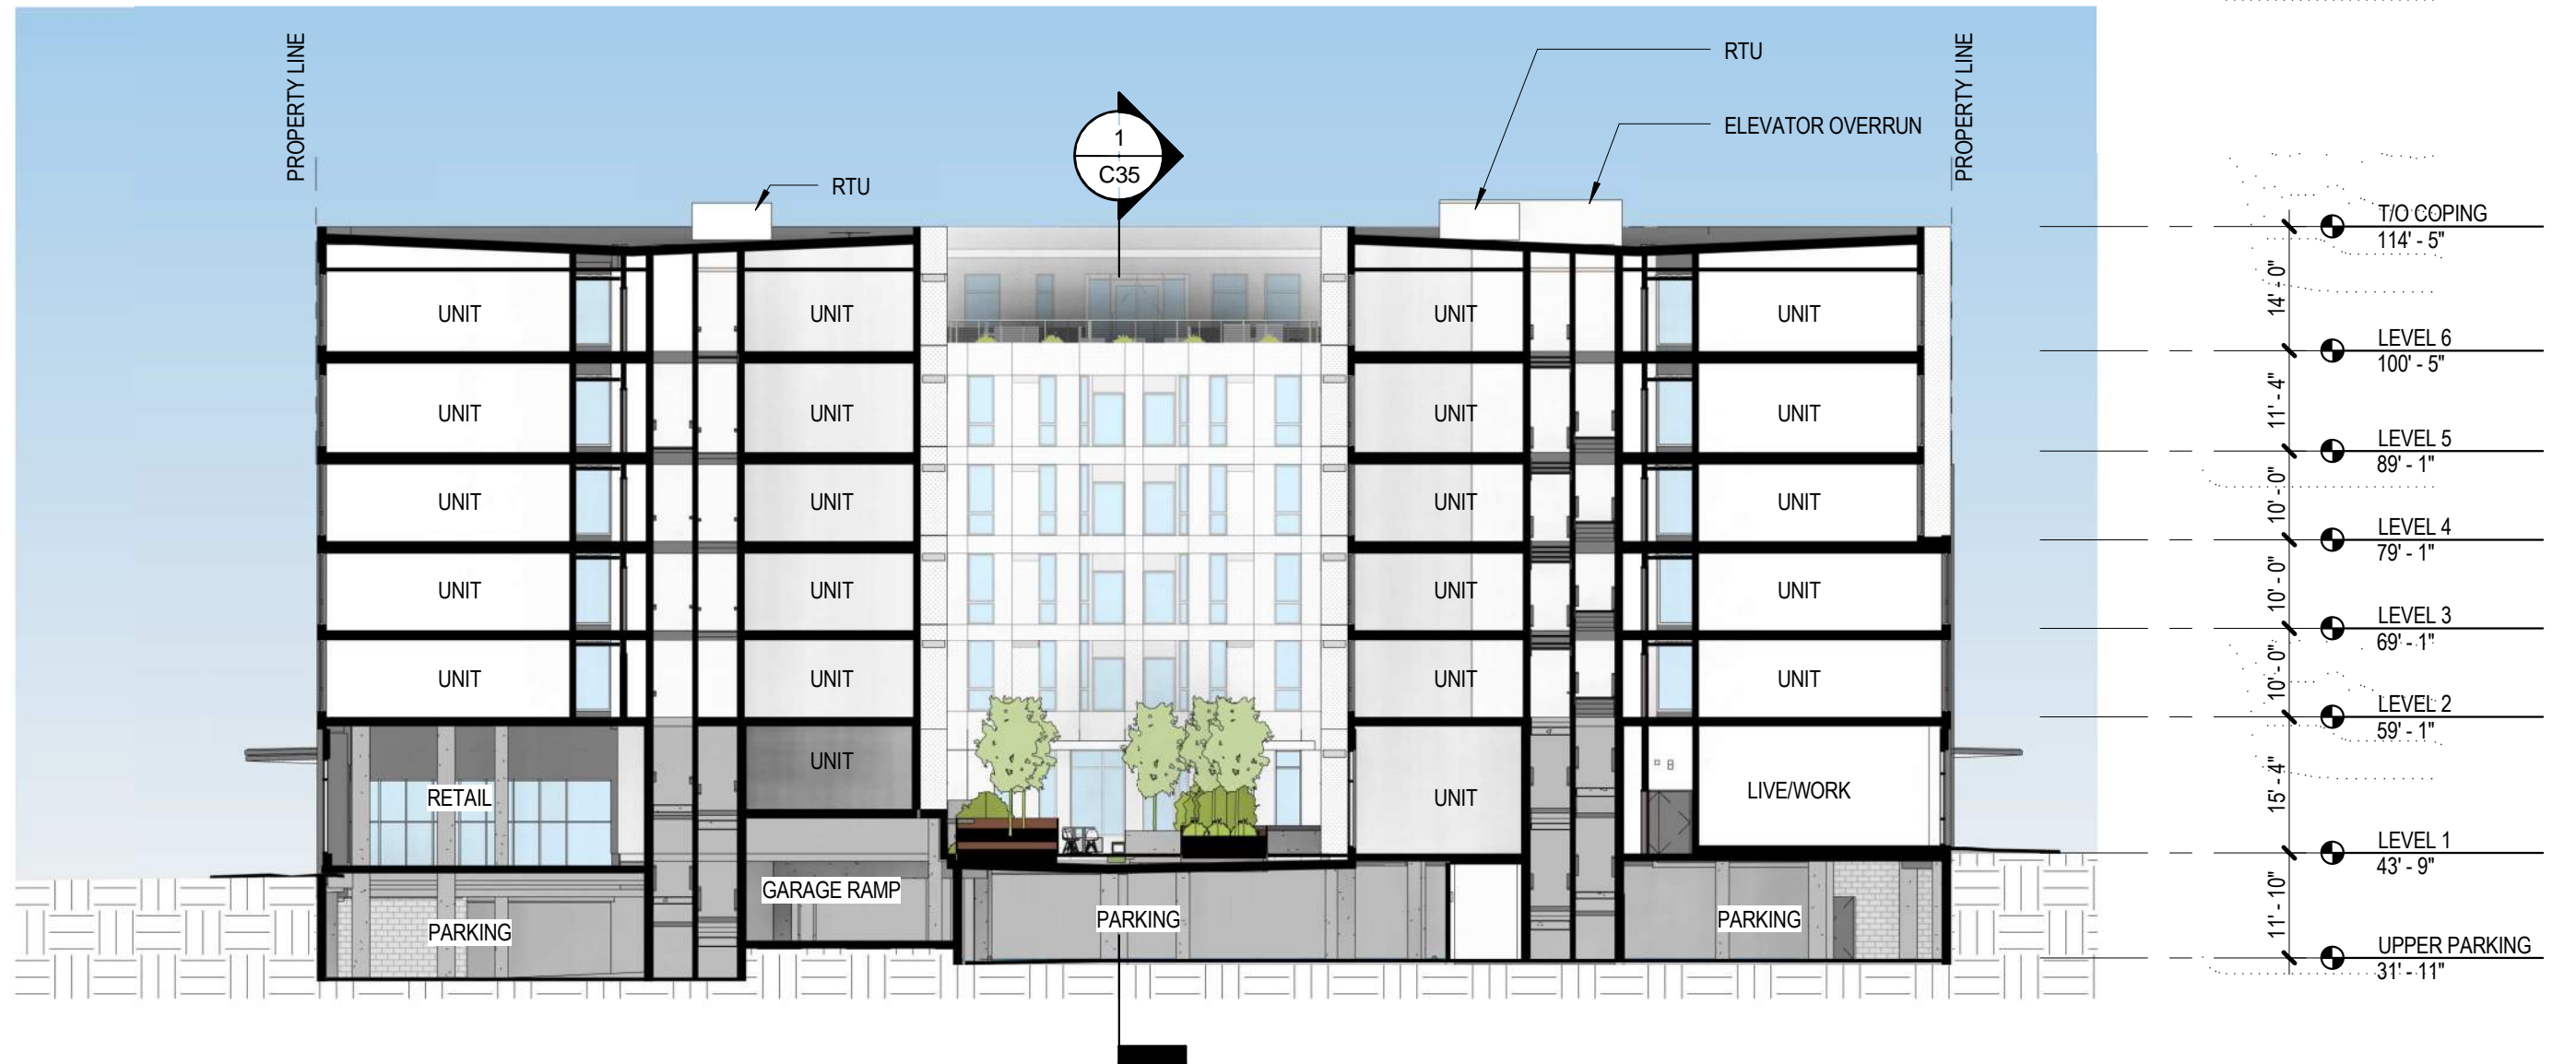 PROPERTY LINE
RTU
1
C35
RTU
ELEVATOR OVERRUN
PROPERTY LINE
T/O COPING
114' - 5"
14' - 0"
UNIT
UNIT
UNIT
UNIT
LEVEL 6
100' - 5"
11' - 4"
UNIT
UNIT
UNIT
UNIT
LEVEL 5
89' - 1"
10' - 0"
UNIT
UNIT
UNIT
UNIT
LEVEL 4
79' - 1"
10' - 0"
UNIT
UNIT
UNIT
UNIT
LEVEL 3
69' - 1"
10' - 0"
UNIT
UNIT
UNIT
UNIT
LEVEL 2
59' - 1"
15' - 4"
RETAIL
UNIT
UNIT
LIVE/WORK
LEVEL 1
43' - 9"
11' - 10"
PARKING
GARAGE RAMP
PARKING
PARKING
UPPER PARKING
31' - 11"